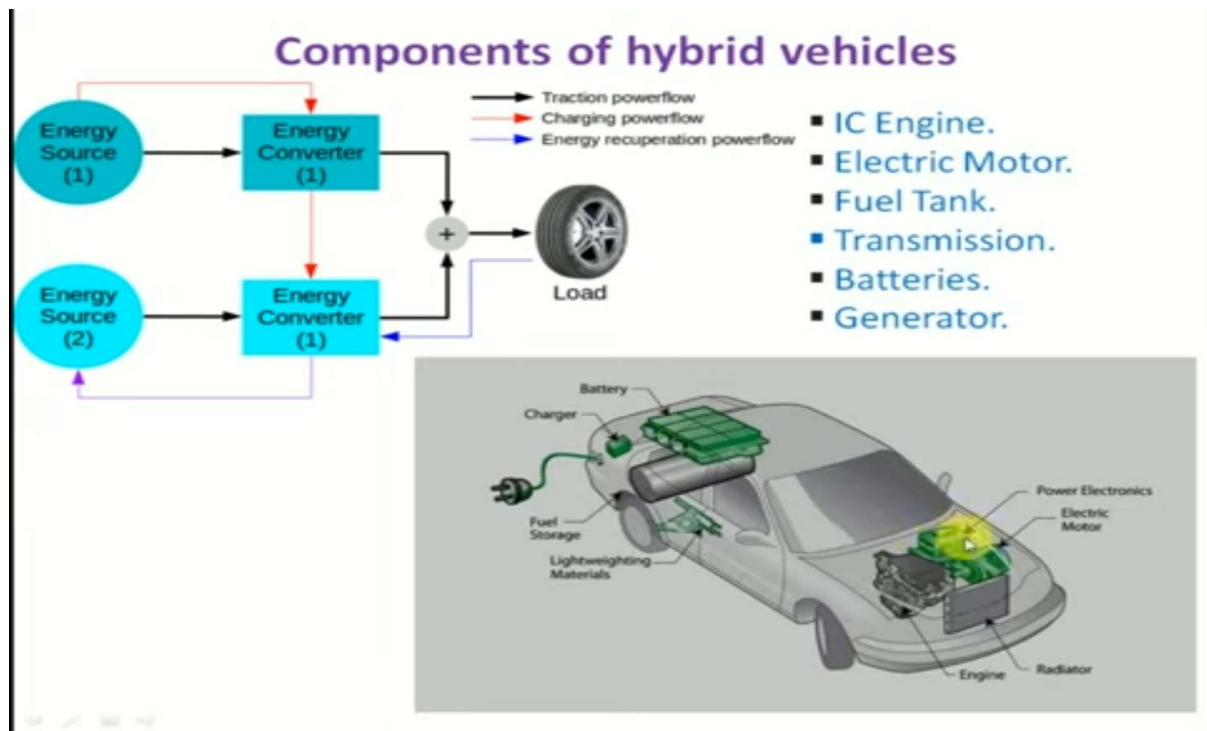 Components of hybrid vehicles
Energy
Source
(1)
Energy
Converter
(1)
Traction powerflow
Charging powerflow
Energy recuperation powerflow
+
Load
Energy
Source
(2)
Energy
Converter
(1)
▪ IC Engine.
▪ Electric Motor.
▪ Fuel Tank.
▪ Transmission.
▪ Batteries.
▪ Generator.
Battery
Charger
Fuel
Storage
Lightweighting
Materials
Power Electronics
Electric
Motor
Engine
Radiator